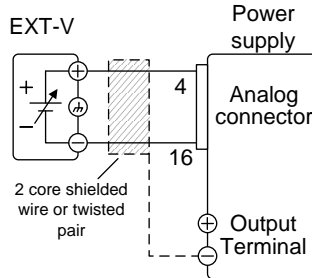 EXT-V
Power
supply
+
−
+
−
4
16
Analog
connector
2 core shielded
wire or twisted
pair
+
Output
Terminal
−